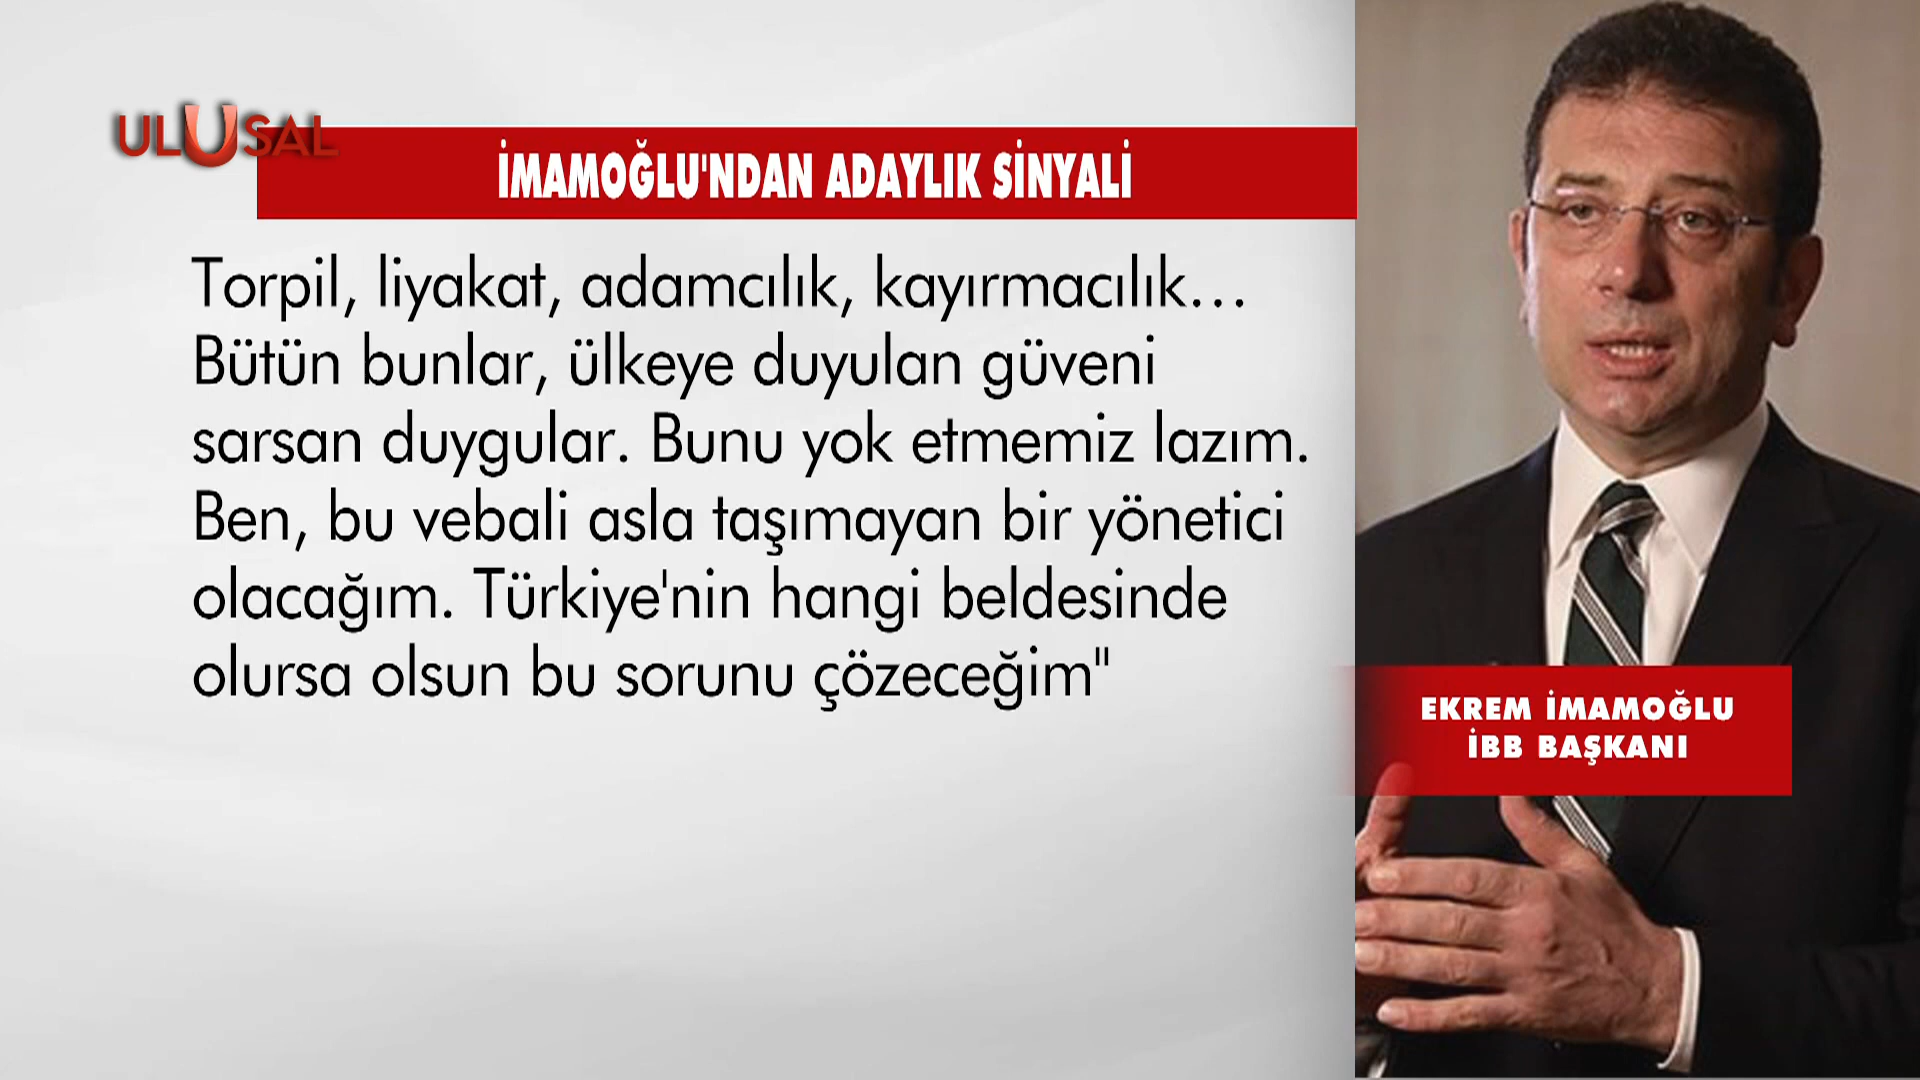 ULUSAL
İMAMOĞLU'NDAN ADAYLIK SİNYALİ
Torpil, liyakat, adamcılık, kayırmacılık...
Bütün bunlar, ülkeye duyulan güveni
sarsan duygular. Bunu yok etmemiz lazım.
Ben, bu vebali asla taşımayan bir yönetici
olacağım. Türkiye'nin hangi beldesinde
olursa olsun bu sorunu çözeceğim"
EKREM İMAMOĞLU
İBB BAŞKANI